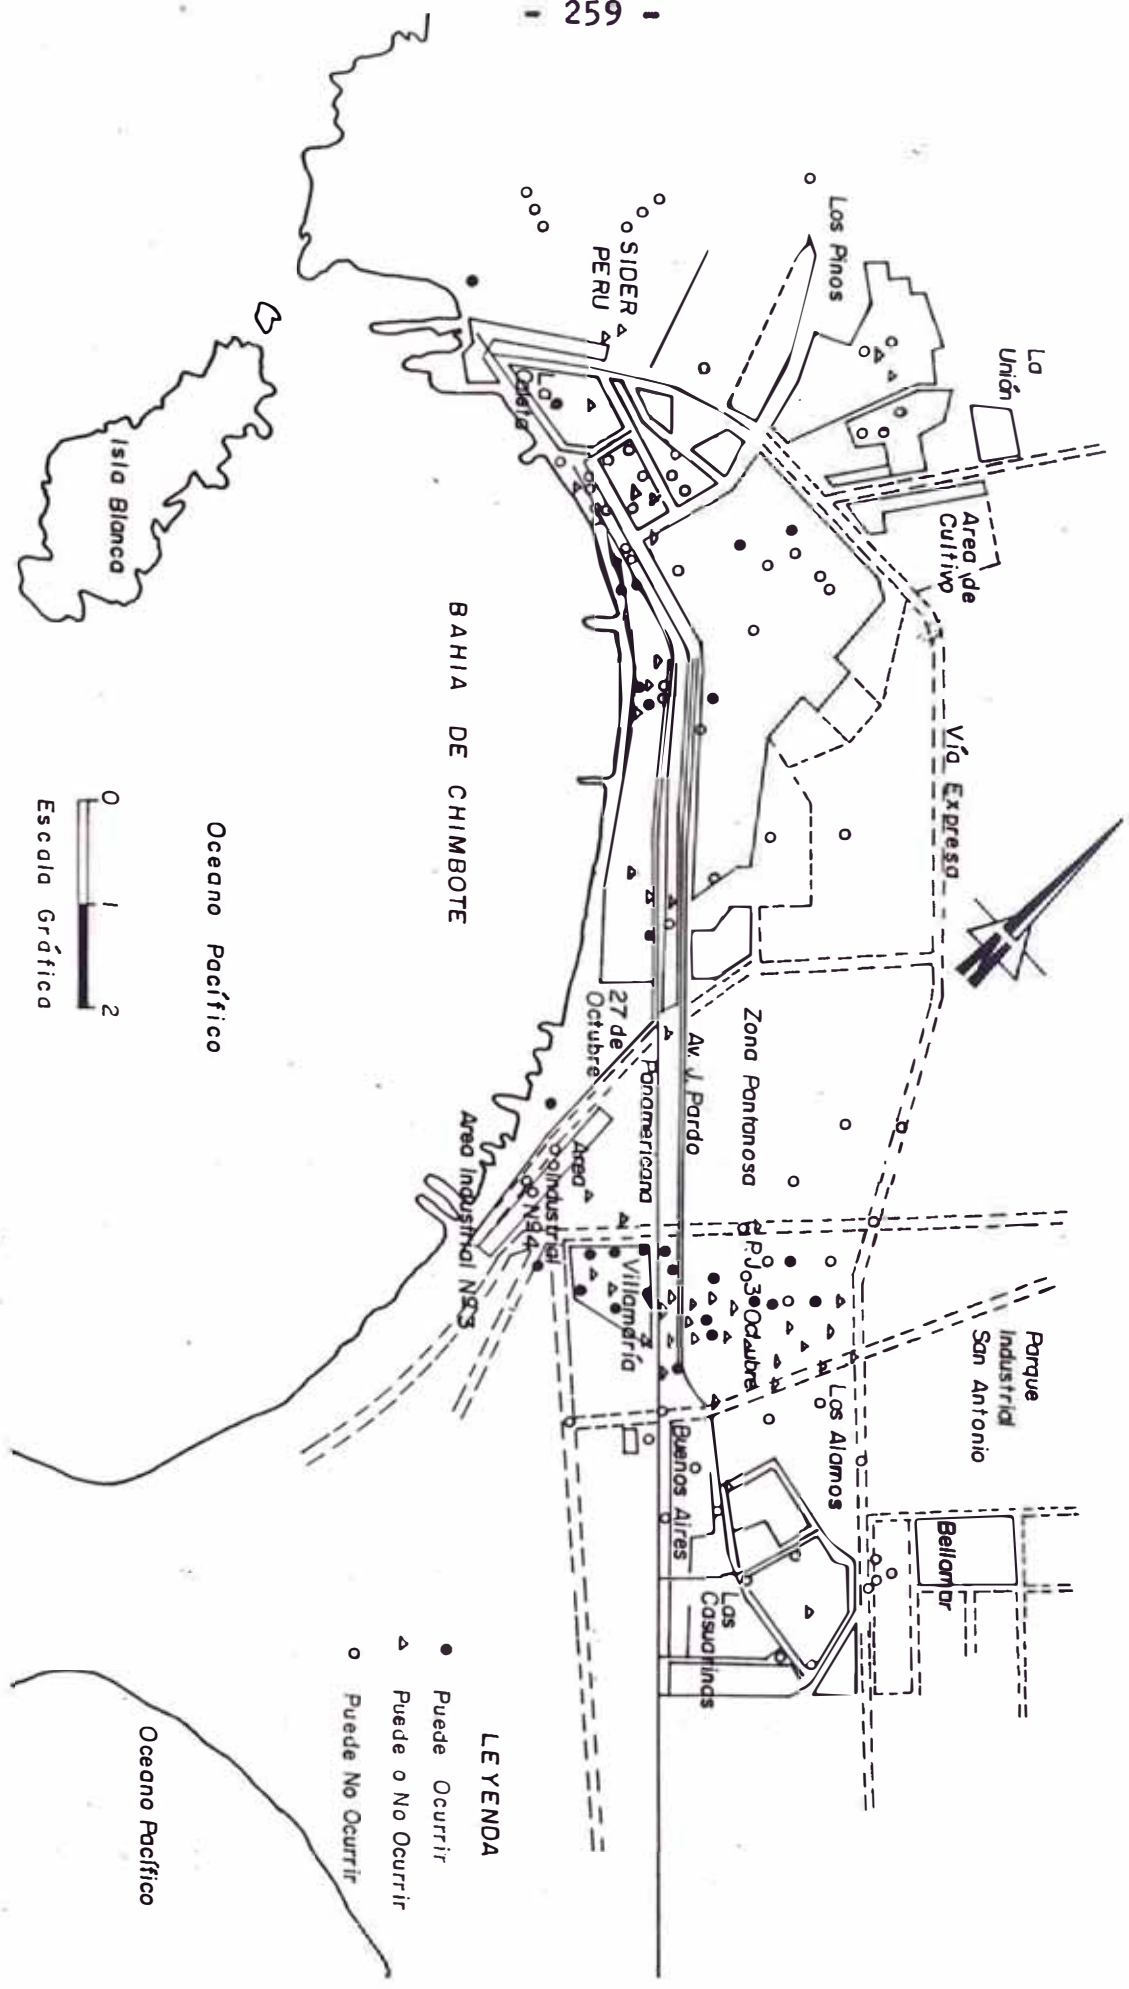 - 259 -
Los Pinos
SIDER
PERU
La
Unión
La
Caleta
Area de
Cultivo
Isla Blanca
BAHIA DE CHIMBOTE
Vía Expresa
Oceano Pacífico
0 1 2
Escala Gráfica
27 de
Octubre
Zona Pantanosa
Av. J. Pardo
Panamericana
Area
Industrial
Nº 4
Area Industrial Nº 3
Villamaría
P.J. 3 Octubre
Parque
Industrial
San Antonio
Los Alamos
Buenos Aires
Bellamar
Las
Casuarinas
LEYENDA
Puede Ocurrir
Puede o No Ocurrir
Puede No Ocurrir
Oceano Pacífico